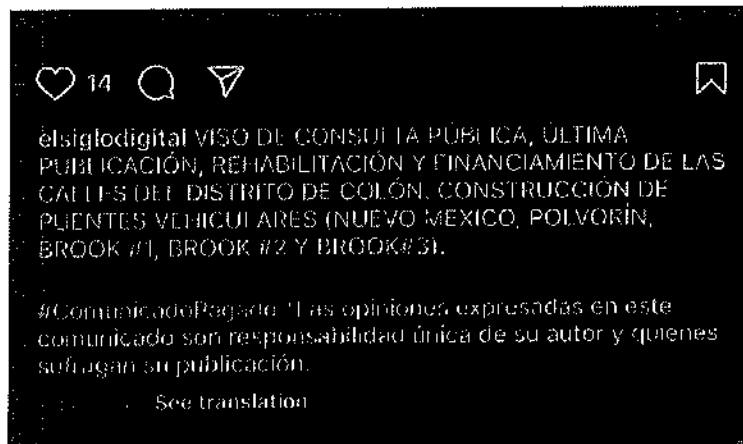 14
elsiglodigital VISO DE CONSULTA PÚBLICA, ÚLTIMA
PUBLICACIÓN, REHABILITACIÓN Y FINANCIAMIENTO DE LAS
CALLES DEL DISTRITO DE COLÓN. CONSTRUCCIÓN DE
PUENTES VEHICULARES (NUEVO MEXICO, POLVORÍN,
BROOK #1, BROOK #2 Y BROOK#3).
#ComunicadoPagado "Las opiniones expresadas en este
comunicado son responsabilidad única de su autor y quienes
sufragan su publicación.
See translation